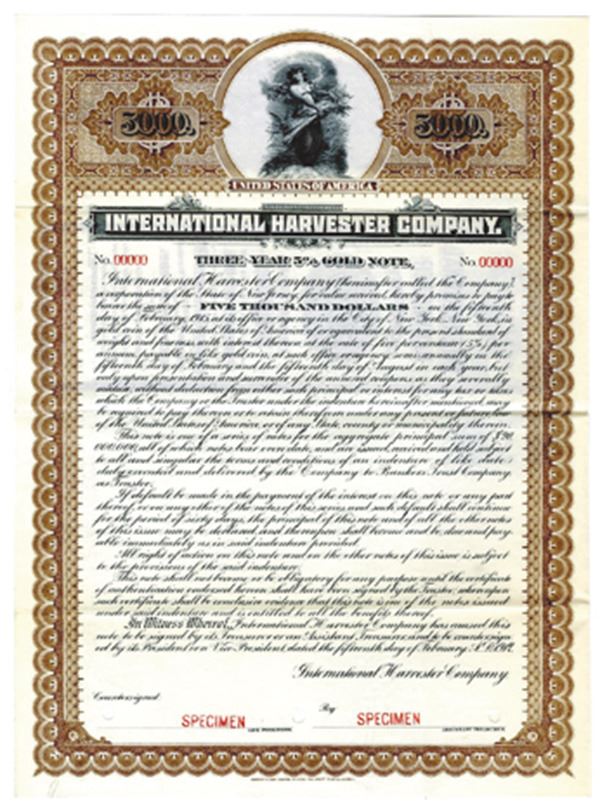 5000.
5000.
UNITED STATES OF AMERICA
INTERNATIONAL HARVESTER COMPANY.
No. 00000
THREE-YEAR 5% GOLD NOTE,
No. 00000
International Harvester Company (hereinafter called the Company),
a corporation of the State of New Jersey, for value received, hereby promises to pay to
bearer the sum of FIVE THOUSAND DOLLARS on the fifteenth
day of February, 1915, at its office or agency in the City of New York, in
gold coin of the United States of America of or equivalent to the present standard of
weight and fineness, with interest thereon at the rate of five per centum (5%) per
annum, payable in like gold coin, at such office or agency, semi-annually on the
fifteenth day of February and the fifteenth day of August in each year, but
only upon presentation and surrender of the annexed coupons as they severally
mature, without deduction from either such principal or interest for any tax or taxes
which the Company or the Trustee under the indenture hereinafter mentioned, may
be required to pay thereon or to retain therefrom under any present or future law
of the United States of America, or of any State, county or municipality therein.
This note is one of a series of notes for the aggregate principal sum of $20,
000,000, all of which notes bear even date, and are issued, received and held subject
to all and singular the terms and conditions of an indenture of like date
duly executed and delivered by the Company to Bankers Trust Company
as Trustee.
If default be made in the payment of the interest on this note or any part
thereof, or on any other of the notes of this series and such default shall continue
for the period of sixty days, the principal of this note and of all the other notes
of this issue may be declared, and thereupon shall become and be, due and pay-
able immediately as in said indenture provided.
All right of action on this note and on the other notes of this issue is subject
to the provisions of the said indenture.
This note shall not become or be obligatory for any purpose until the certificate
of authentication endorsed hereon shall have been signed by the Trustee, whereupon
such certificate shall be conclusive evidence that this note is one of the notes issued
under said indenture and is entitled to all the benefits thereof.
In Witness Whereof, International Harvester Company has caused this
note to be signed by its Treasurer or an Assistant Treasurer, and to be countersign-
ed by its President or a Vice President, dated the fifteenth day of February, A.D. 1912.
International Harvester Company
Countersigned
By
SPECIMEN
VICE PRESIDENT.
SPECIMEN
ASSISTANT TREASURER